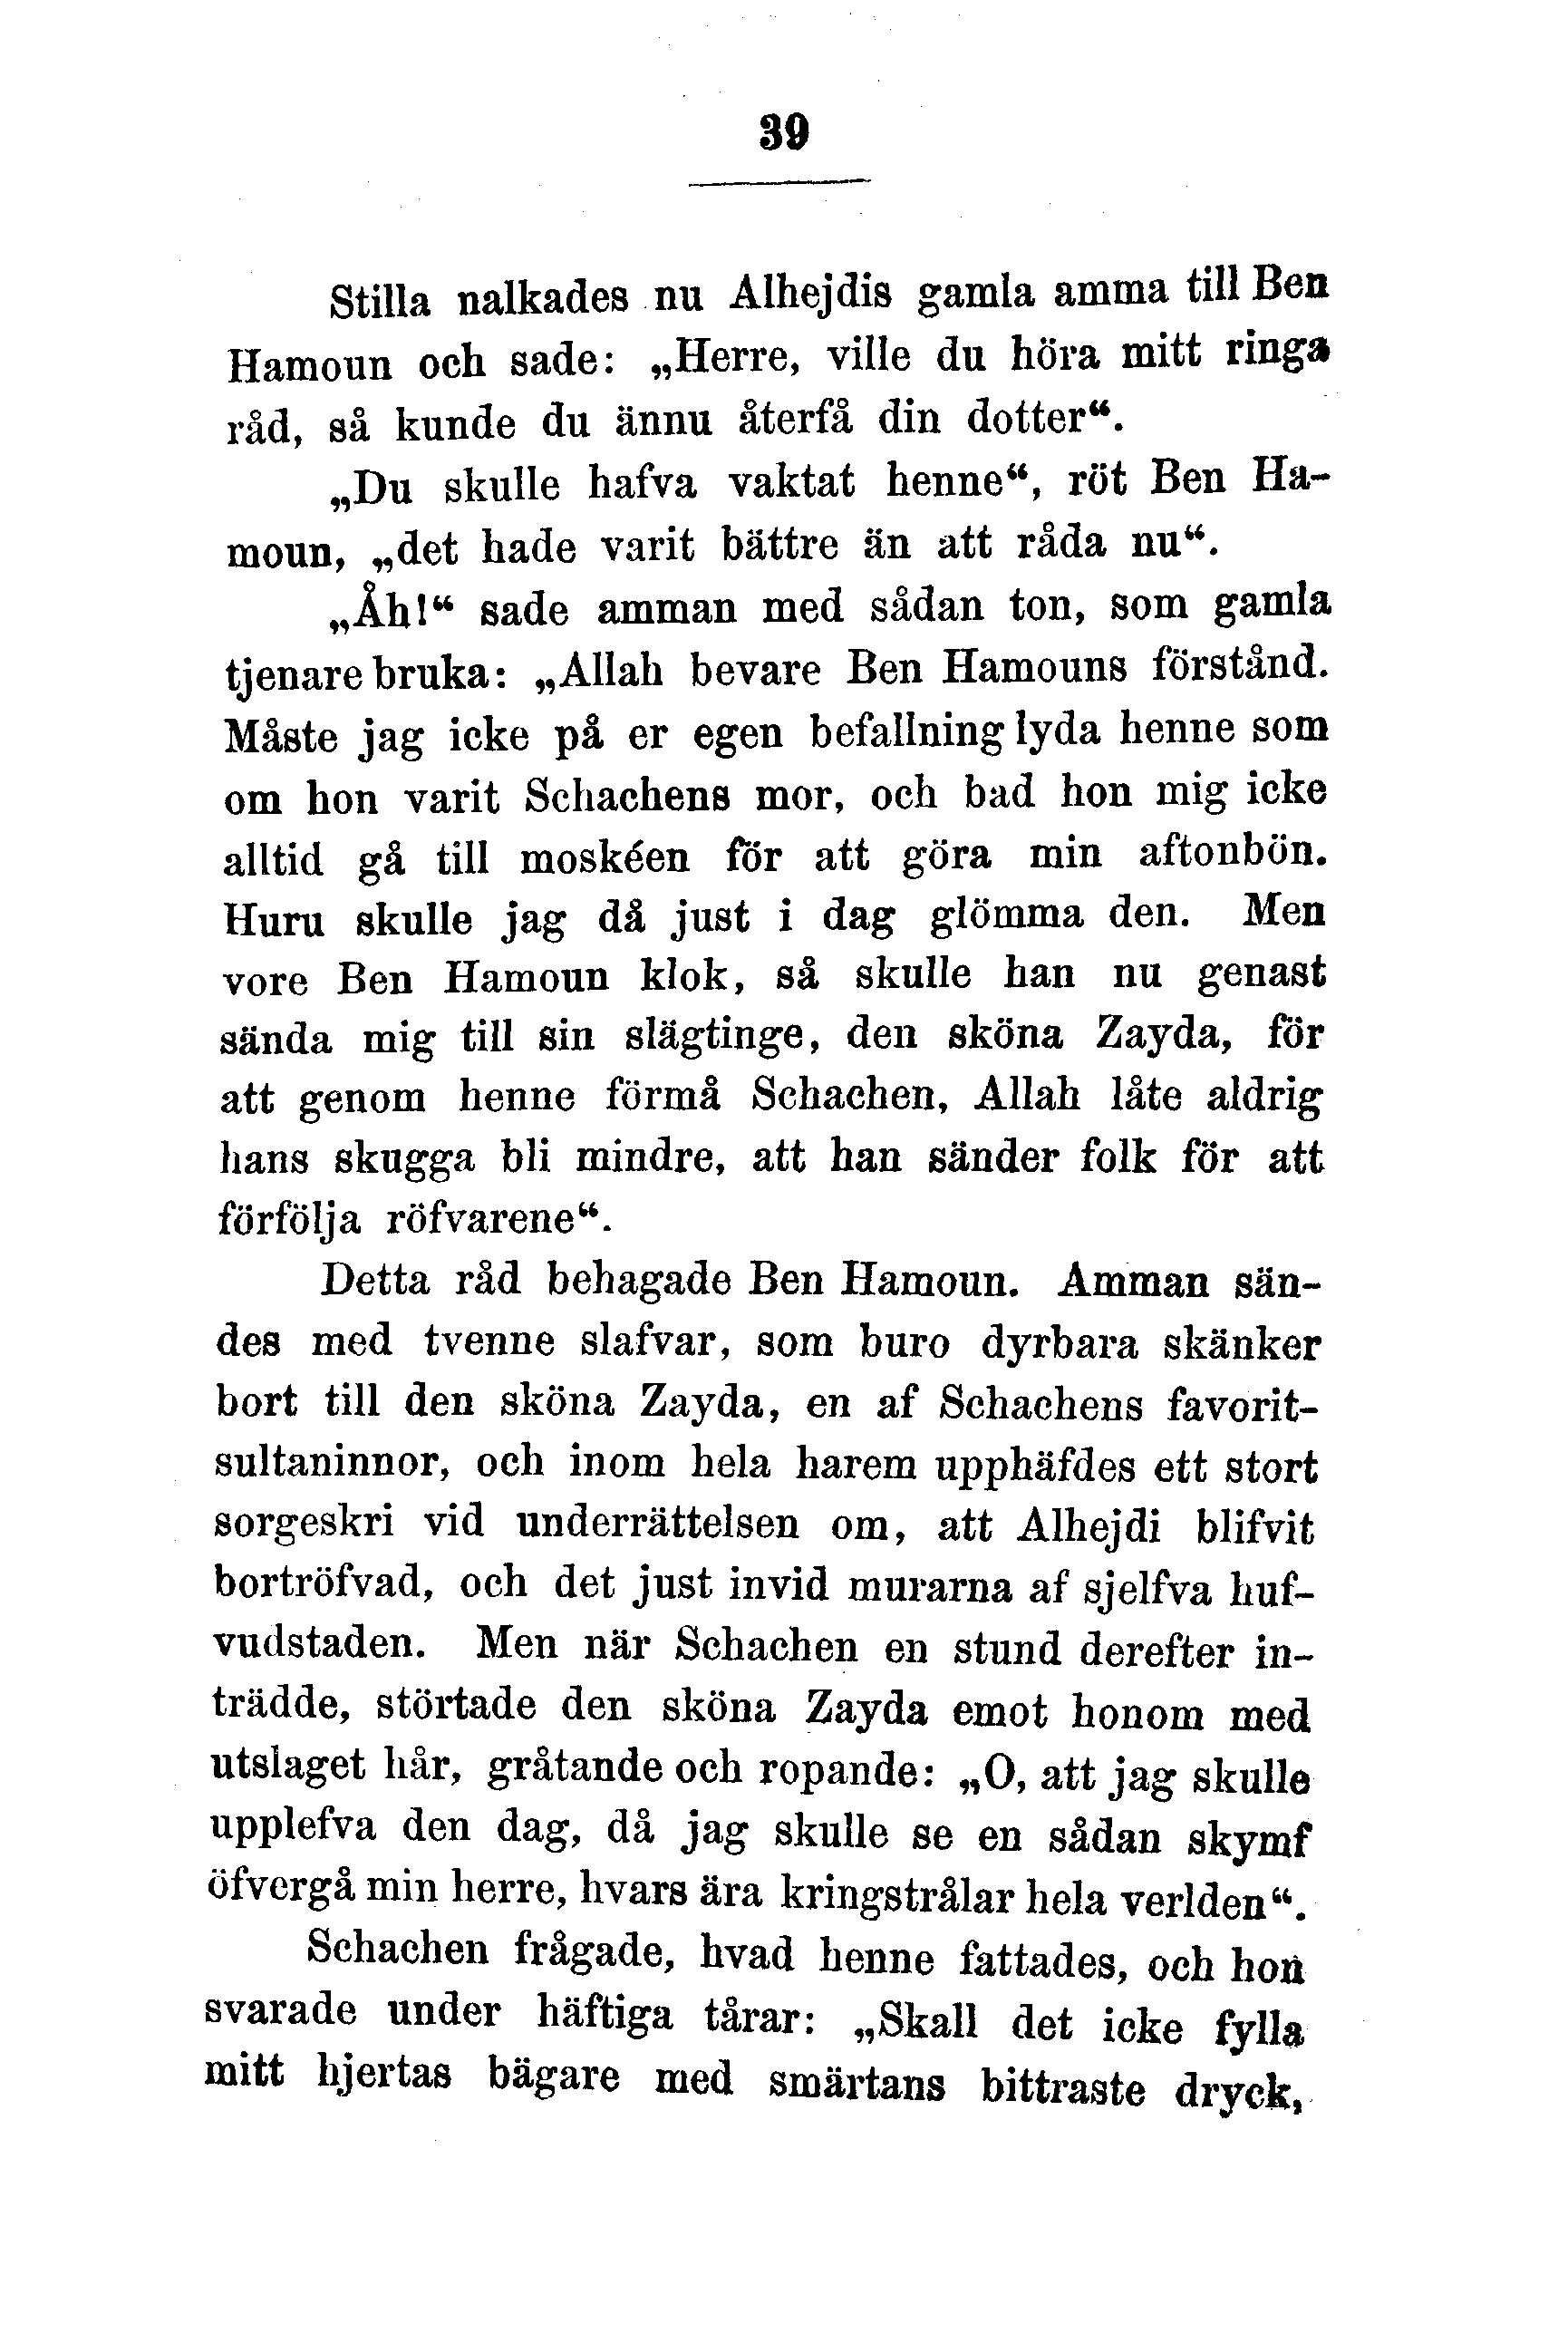 39
Stilla nalkades nu Alhejdis gamla amma till Ben
Hamoun och sade: „Herre, ville du höra mitt ringa
råd, så kunde du ännu återfå din dotter“.
„Du skulle hafva vaktat henne“, röt Ben Ha-
moun, „det hade varit bättre än att råda nu“.
„Åh!“ sade amman med sådan ton, som gamla
tjenare bruka: „Allah bevare Ben Hamouns förstånd.
Måste jag icke på er egen befallning lyda henne som
om hon varit Schachens mor, och bad hon mig icke
alltid gå till moskéen för att göra min aftonbön.
Huru skulle jag då just i dag glömma den. Men
vore Ben Hamoun klok, så skulle han nu genast
sända mig till sin slägtinge, den sköna Zayda, för
att genom henne förmå Schachen, Allah låte aldrig
hans skugga bli mindre, att han sänder folk för att
förfölja röfvarene“.
Detta råd behagade Ben Hamoun. Amman sän-
des med tvenne slafvar, som buro dyrbara skänker
bort till den sköna Zayda, en af Schachens favorit-
sultaninnor, och inom hela harem upphäfdes ett stort
sorgeskri vid underrättelsen om, att Alhejdi blifvit
bortröfvad, och det just invid murarna af sjelfva huf-
vudstaden. Men när Schachen en stund derefter in-
trädde, störtade den sköna Zayda emot honom med
utslaget hår, gråtande och ropande: „O, att jag skulle
upplefva den dag, då jag skulle se en sådan skymf
öfvergå min herre, hvars ära kringstrålar hela verlden“.
Schachen frågade, hvad henne fattades, och hon
svarade under häftiga tårar: „Skall det icke fylla
mitt hjertas bägare med smärtans bittraste dryck,